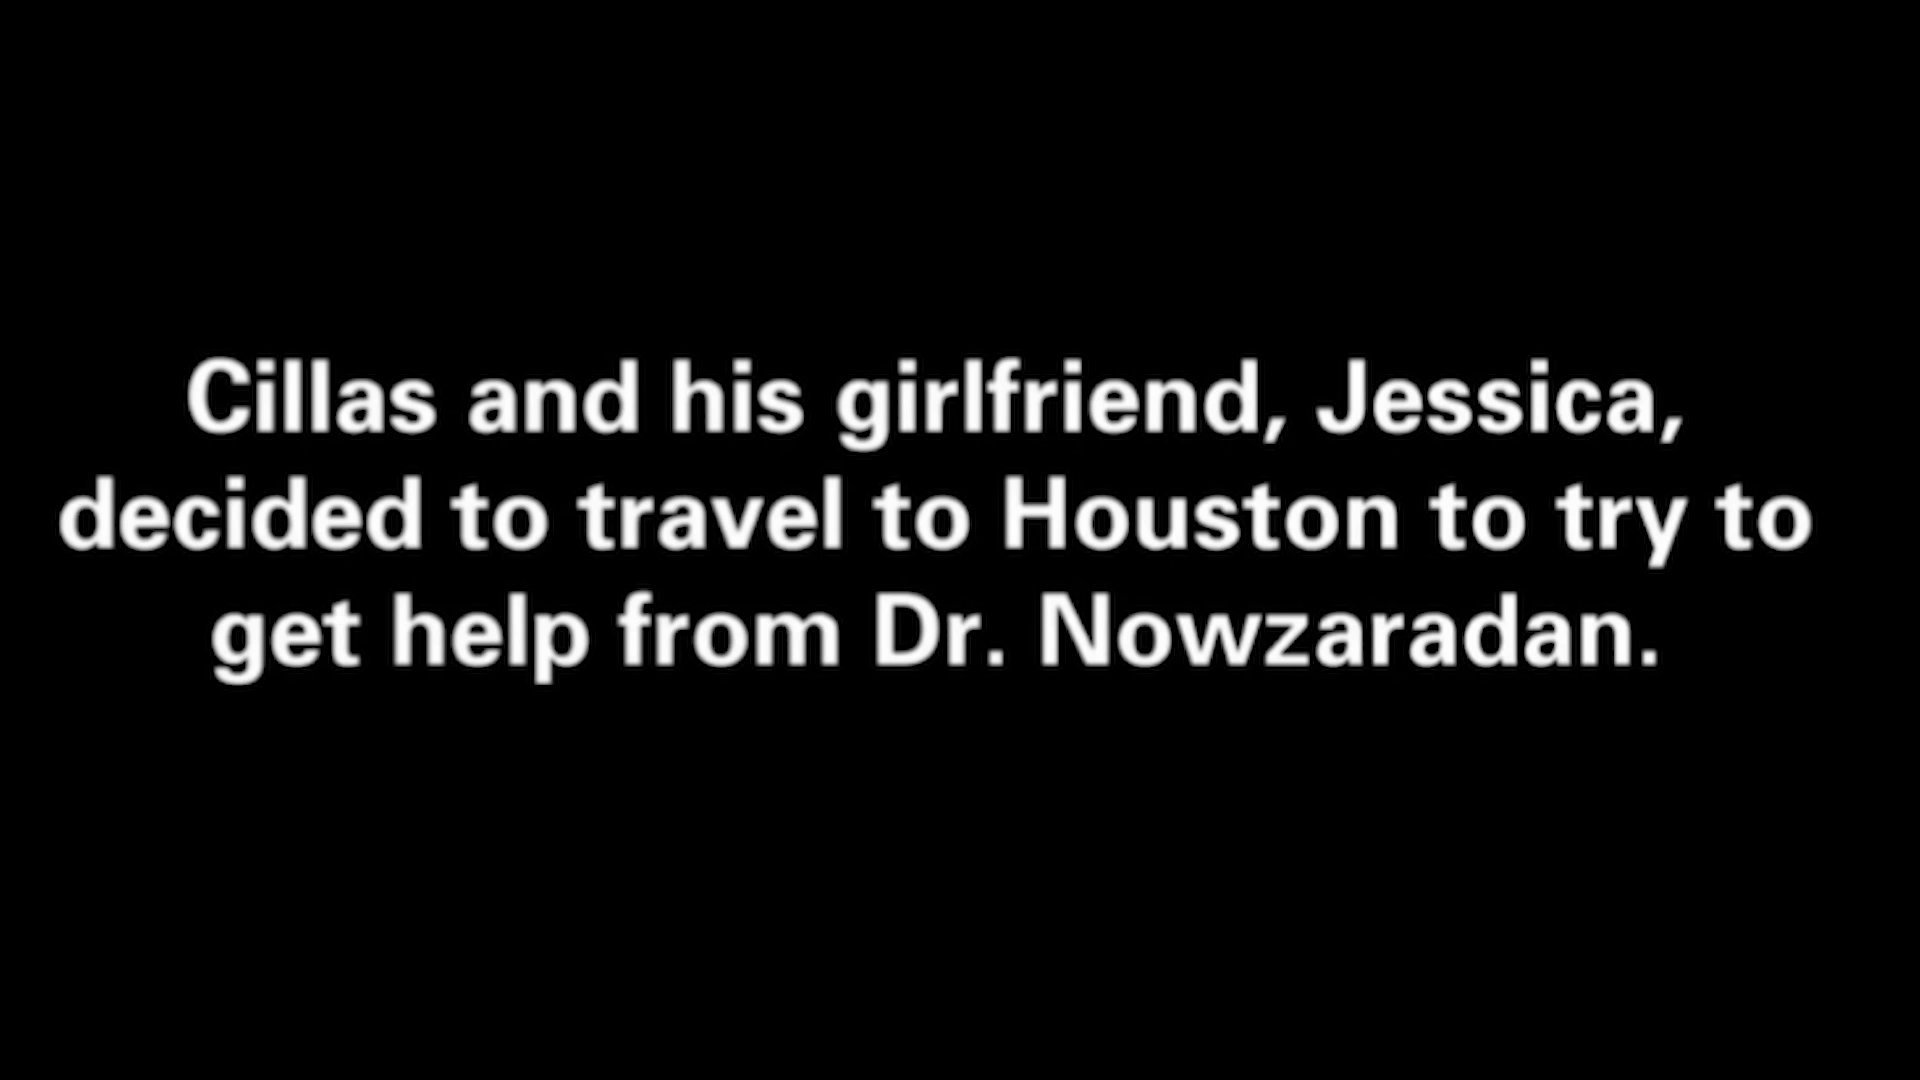 Cillas and his girlfriend, Jessica,
decided to travel to Houston to try to
get help from Dr. Nowzaradan.